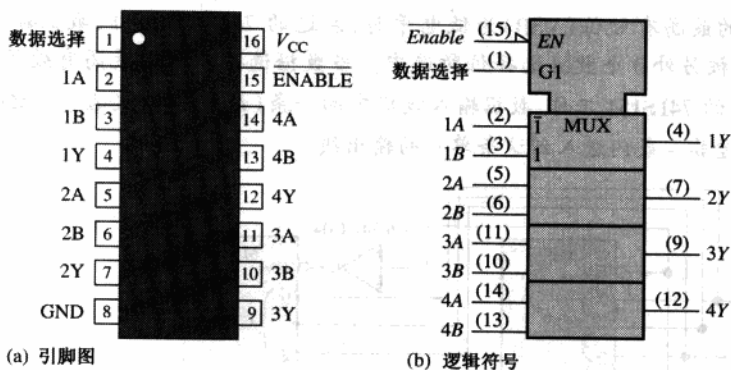 数据选择 1 16 V_CC
1A 2 15 \overline{ENABLE}
1B 3 14 4A
1Y 4 13 4B
2A 5 12 4Y
2B 6 11 3A
2Y 7 10 3B
GND 8 9 3Y
(a) 引脚图
\overline{Enable} (15) EN
数据选择 (1) G1
MUX
1A (2) \overline{1}
1B (3) 1
(4) 1Y
2A (5)
2B (6)
(7) 2Y
3A (11)
3B (10)
(9) 3Y
4A (14)
4B (13)
(12) 4Y
(b) 逻辑符号